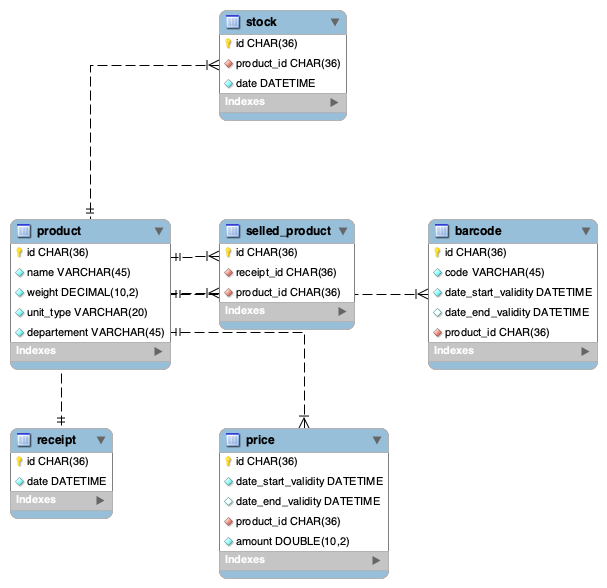 stock
id CHAR(36)
product_id CHAR(36)
date DATETIME
Indexes
product
id CHAR(36)
name VARCHAR(45)
weight DECIMAL(10,2)
unit_type VARCHAR(20)
departement VARCHAR(45)
Indexes
selled_product
id CHAR(36)
receipt_id CHAR(36)
product_id CHAR(36)
Indexes
barcode
id CHAR(36)
code VARCHAR(45)
date_start_validity DATETIME
date_end_validity DATETIME
product_id CHAR(36)
Indexes
receipt
id CHAR(36)
date DATETIME
Indexes
price
id CHAR(36)
date_start_validity DATETIME
date_end_validity DATETIME
product_id CHAR(36)
amount DOUBLE(10,2)
Indexes